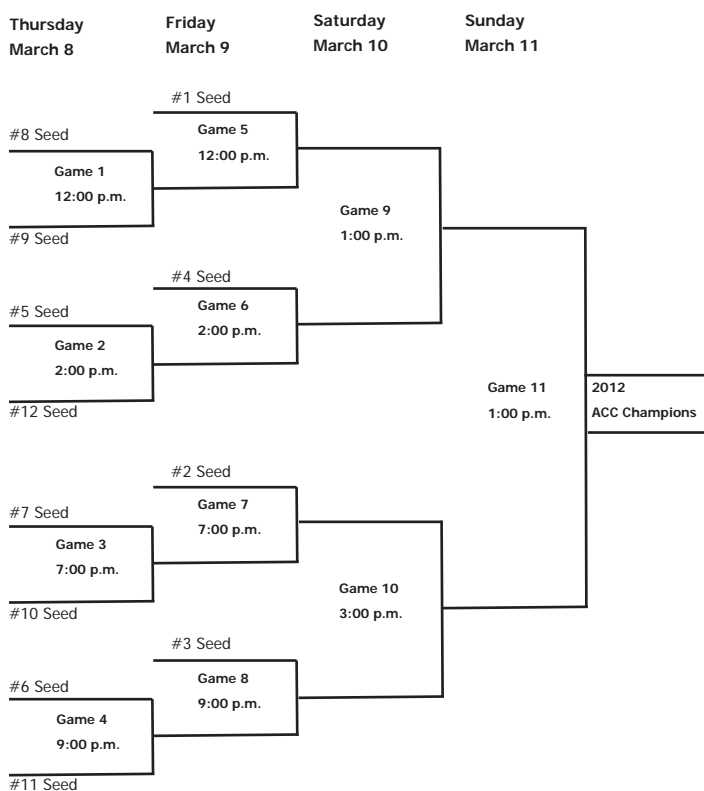 Thursday
March 8
Friday
March 9
Saturday
March 10
Sunday
March 11
#1 Seed
#8 Seed
Game 5
12:00 p.m.
Game 1
12:00 p.m.
Game 9
1:00 p.m.
#9 Seed
#4 Seed
#5 Seed
Game 6
2:00 p.m.
Game 2
2:00 p.m.
#12 Seed
Game 11
1:00 p.m.
2012
ACC Champions
#2 Seed
#7 Seed
Game 7
7:00 p.m.
Game 3
7:00 p.m.
Game 10
3:00 p.m.
#10 Seed
#3 Seed
#6 Seed
Game 8
9:00 p.m.
Game 4
9:00 p.m.
#11 Seed